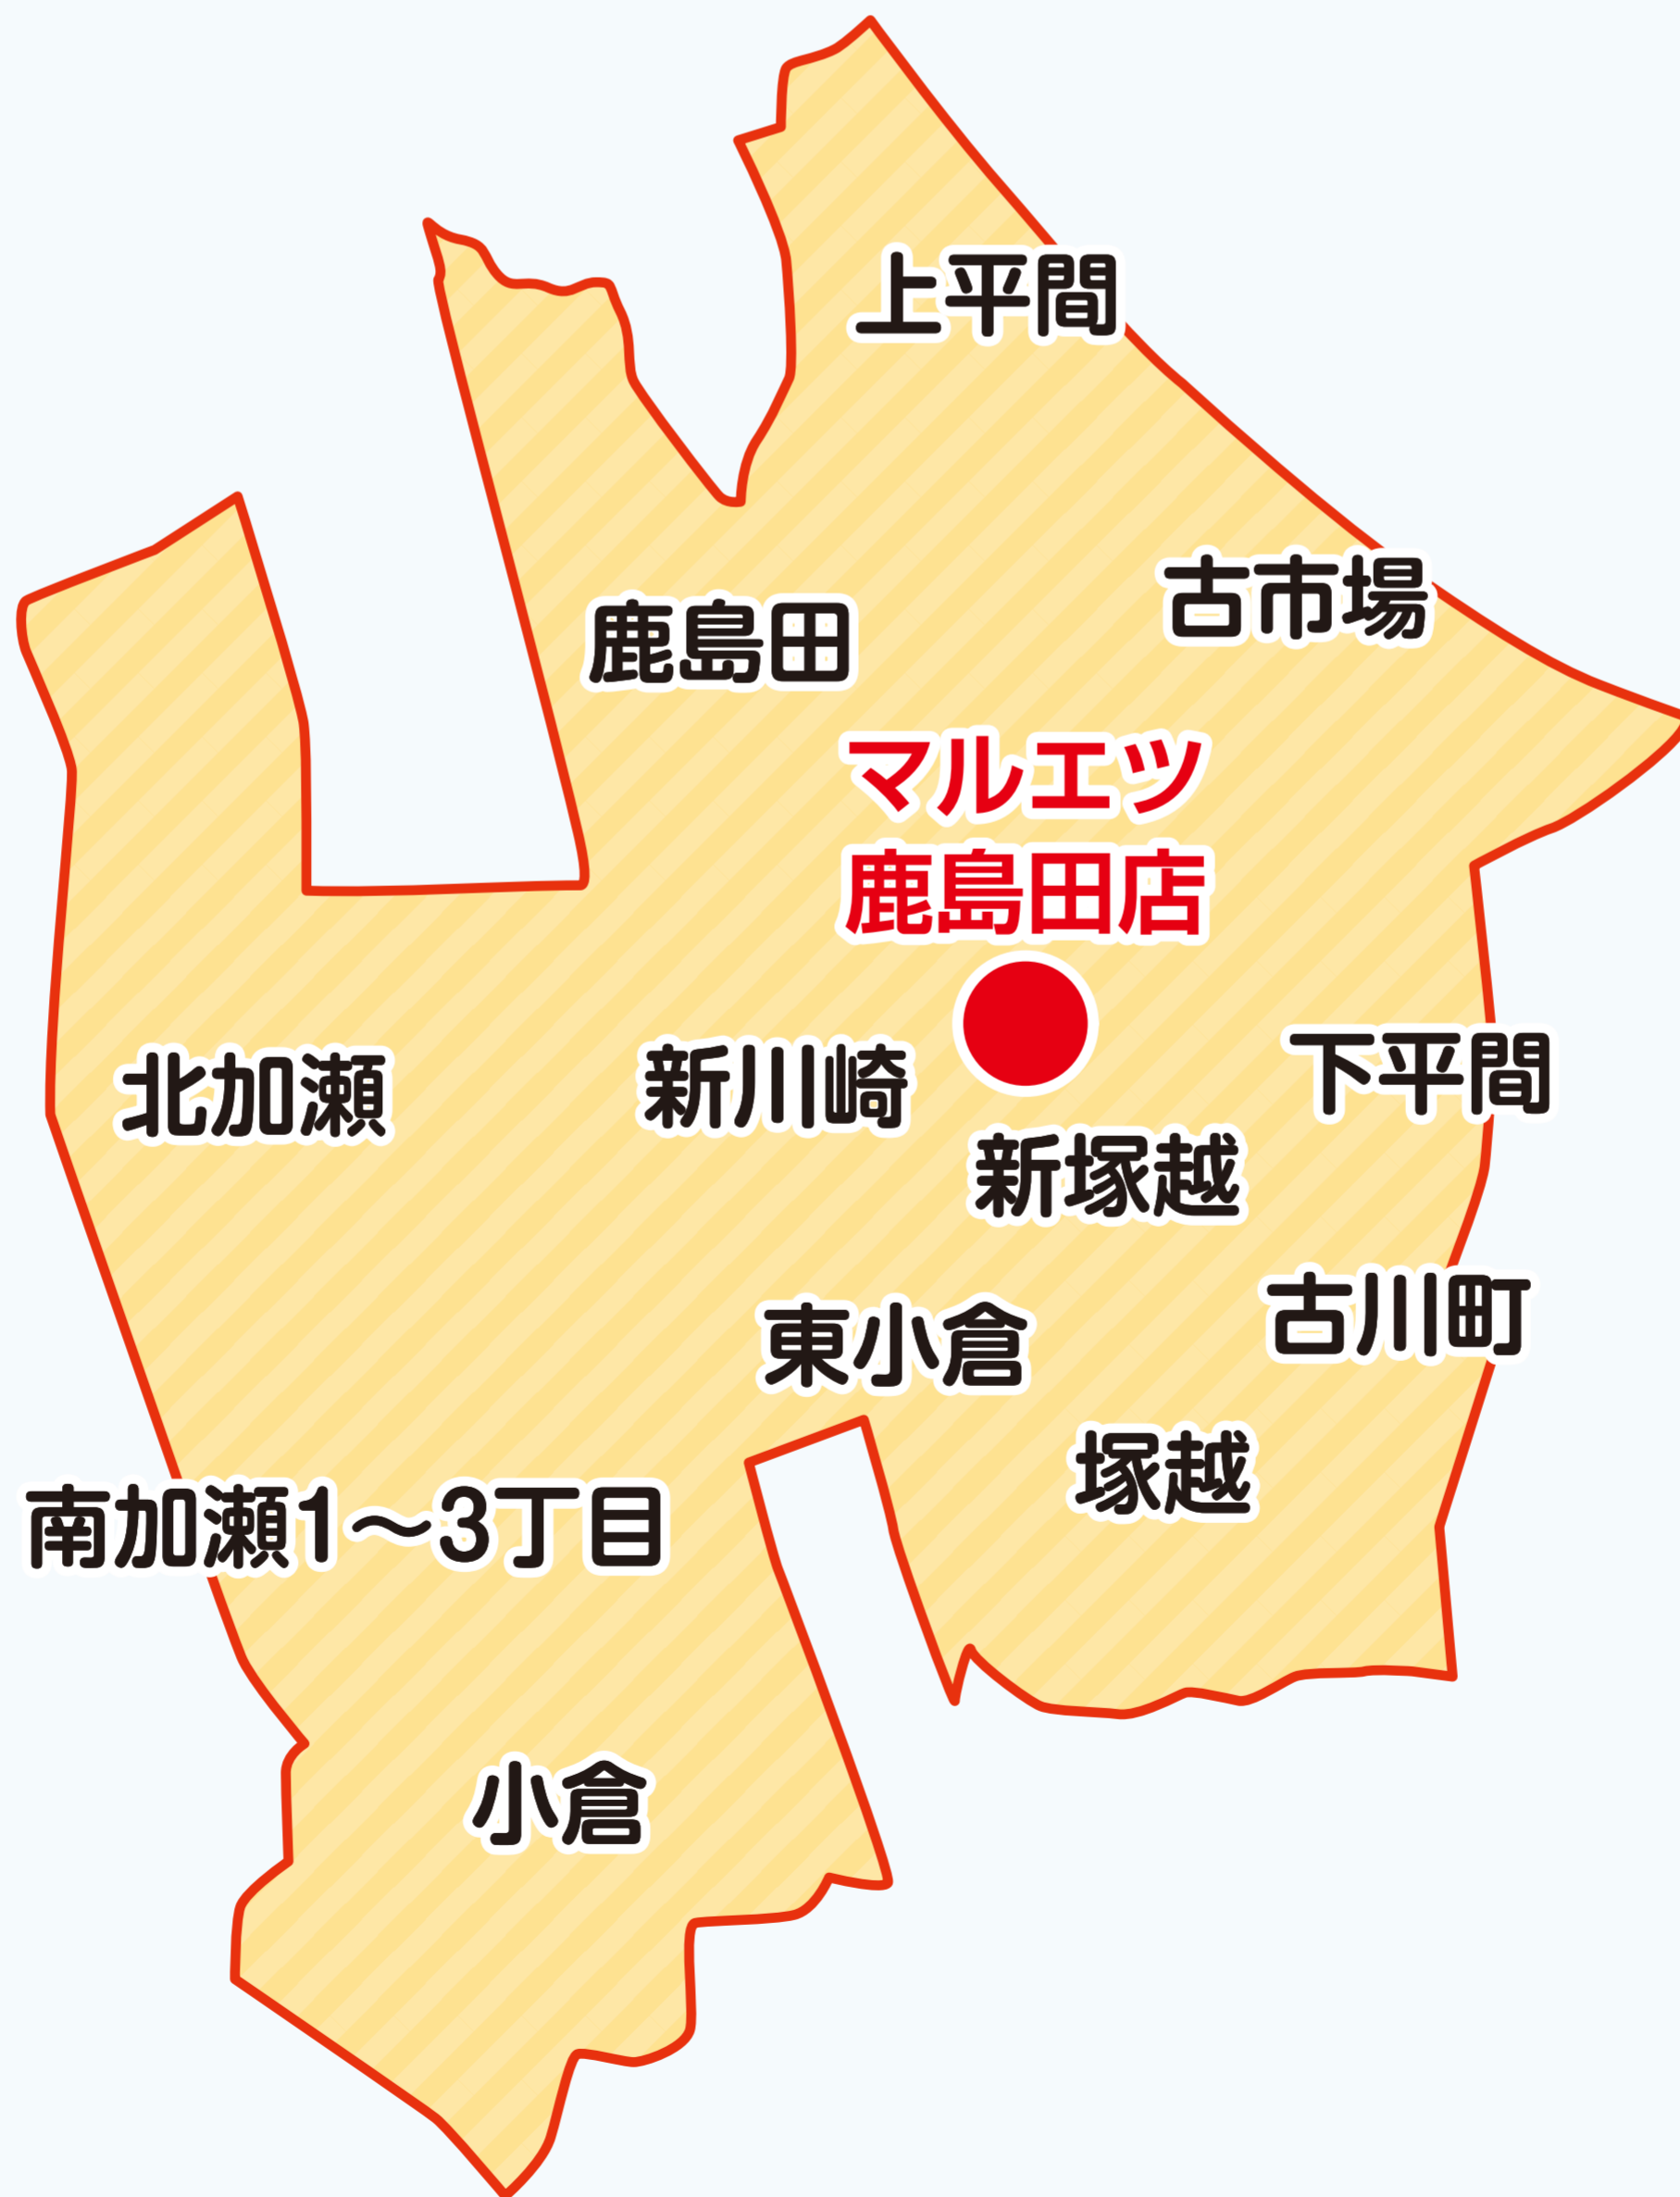 上平間
古市場
鹿島田
マルエツ
鹿島田店
下平間
北加瀬
新川崎
新塚越
古川町
東小倉
塚越
南加瀬1～3丁目
小倉